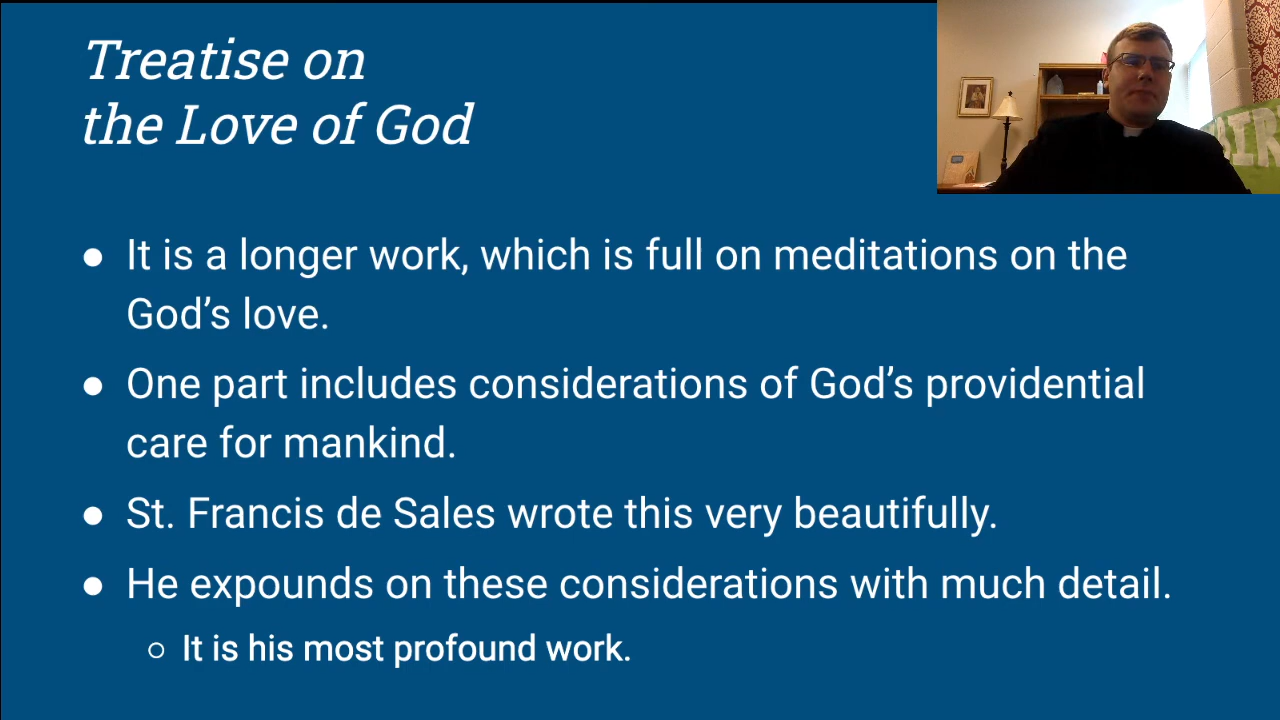 Treatise on
the Love of God
● It is a longer work, which is full on meditations on the
God’s love.
● One part includes considerations of God’s providential
care for mankind.
● St. Francis de Sales wrote this very beautifully.
● He expounds on these considerations with much detail.
○ It is his most profound work.
BIR